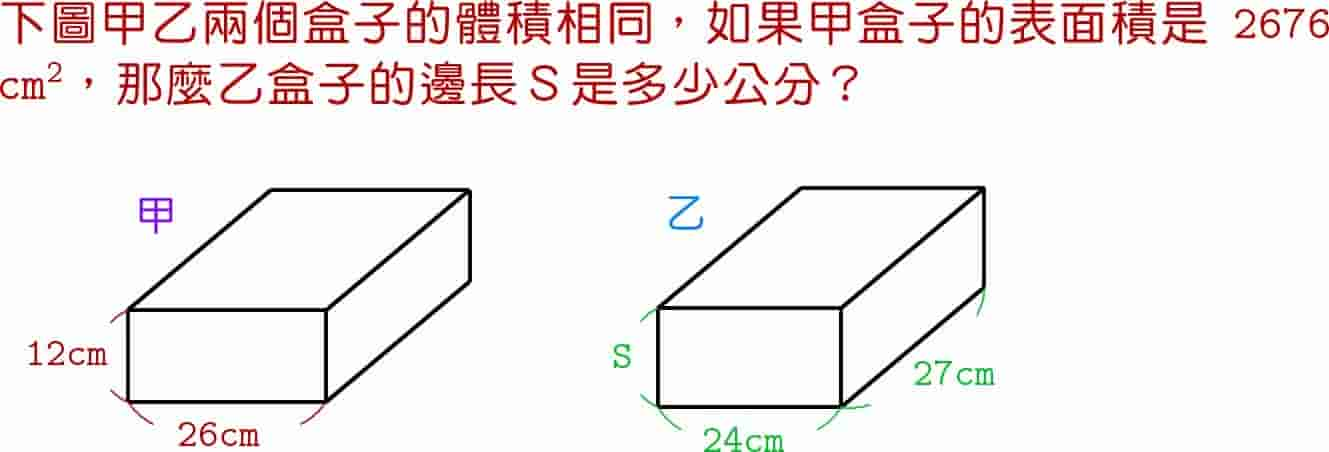 下圖甲乙兩個盒子的體積相同，如果甲盒子的表面積是 2676
cm²，那麼乙盒子的邊長S是多少公分？
甲
乙
12cm
S
27cm
26cm
24cm